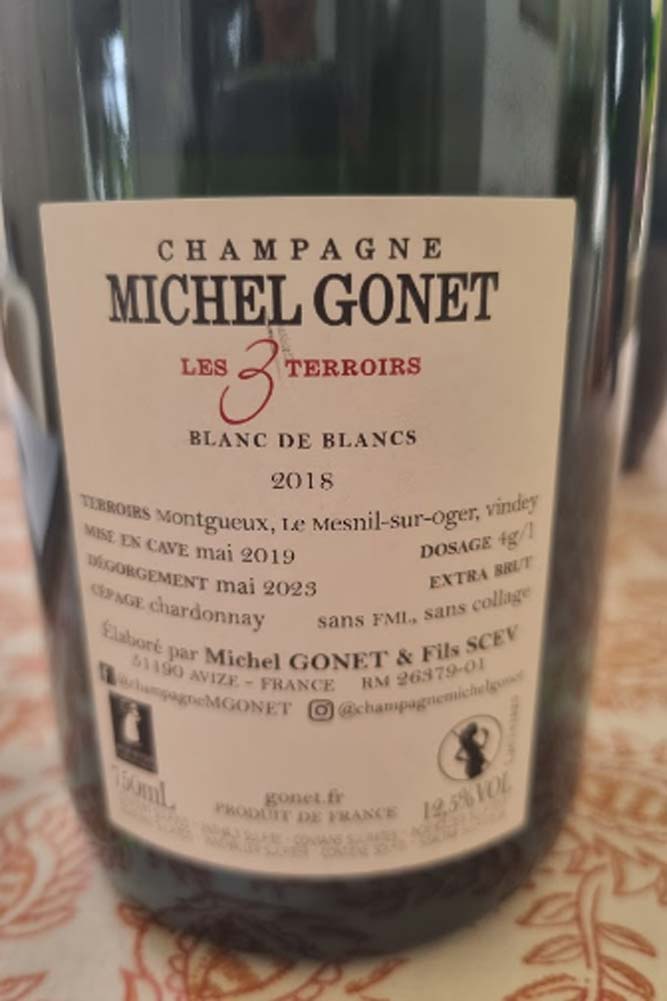 CHAMPAGNE
MICHEL GONET
LES 3 TERROIRS
BLANC DE BLANCS
2018
TERROIRS Montgueux, Le Mesnil-sur-Oger, vindey
MISE EN CAVE mai 2019 DOSAGE 4g/l
DÉGORGEMENT mai 2023 EXTRA BRUT
CÉPAGE chardonnay sans FML, sans collage
Élaboré par Michel GONET & Fils SCEV
51190 AVIZE - FRANCE RM 26379-01
@champagneMGONET @champagnemichelgonet
750mL gonet.fr 12,5% VOL
PRODUIT DE FRANCE